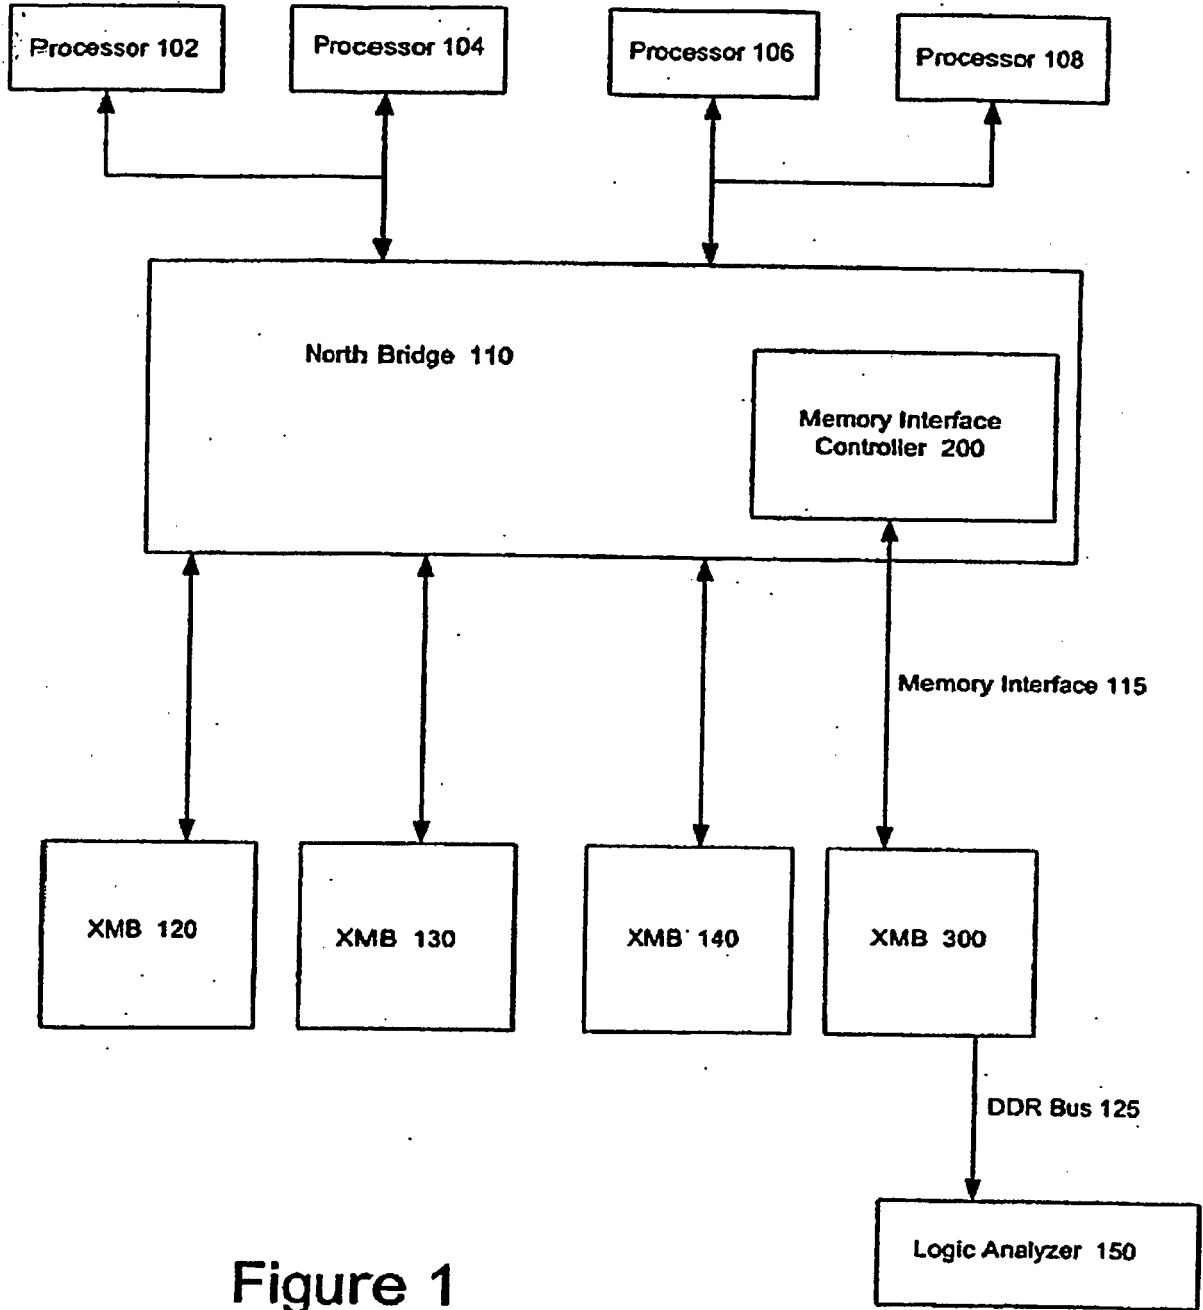 Processor 102
Processor 104
Processor 106
Processor 108
North Bridge 110
Memory Interface
Controller 200
Memory Interface 115
XMB 120
XMB 130
XMB 140
XMB 300
DDR Bus 125
Logic Analyzer 150
Figure 1